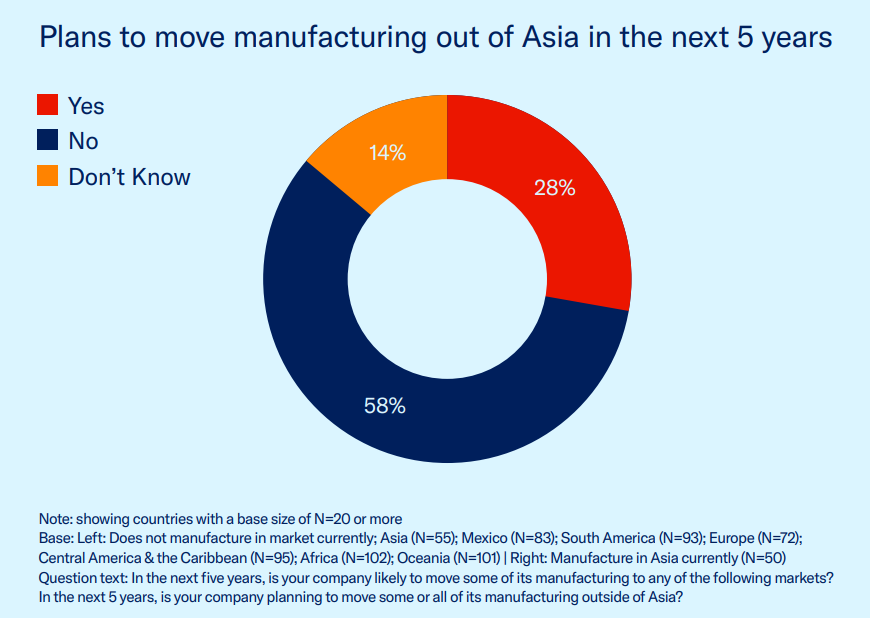 Plans to move manufacturing out of Asia in the next 5 years
Yes
No
Don’t Know
14%
28%
58%
Note: showing countries with a base size of N=20 or more
Base: Left: Does not manufacture in market currently; Asia (N=55); Mexico (N=83); South America (N=93); Europe (N=72);
Central America & the Caribbean (N=95); Africa (N=102); Oceania (N=101) | Right: Manufacture in Asia currently (N=50)
Question text: In the next five years, is your company likely to move some of its manufacturing to any of the following markets?
In the next 5 years, is your company planning to move some or all of its manufacturing outside of Asia?